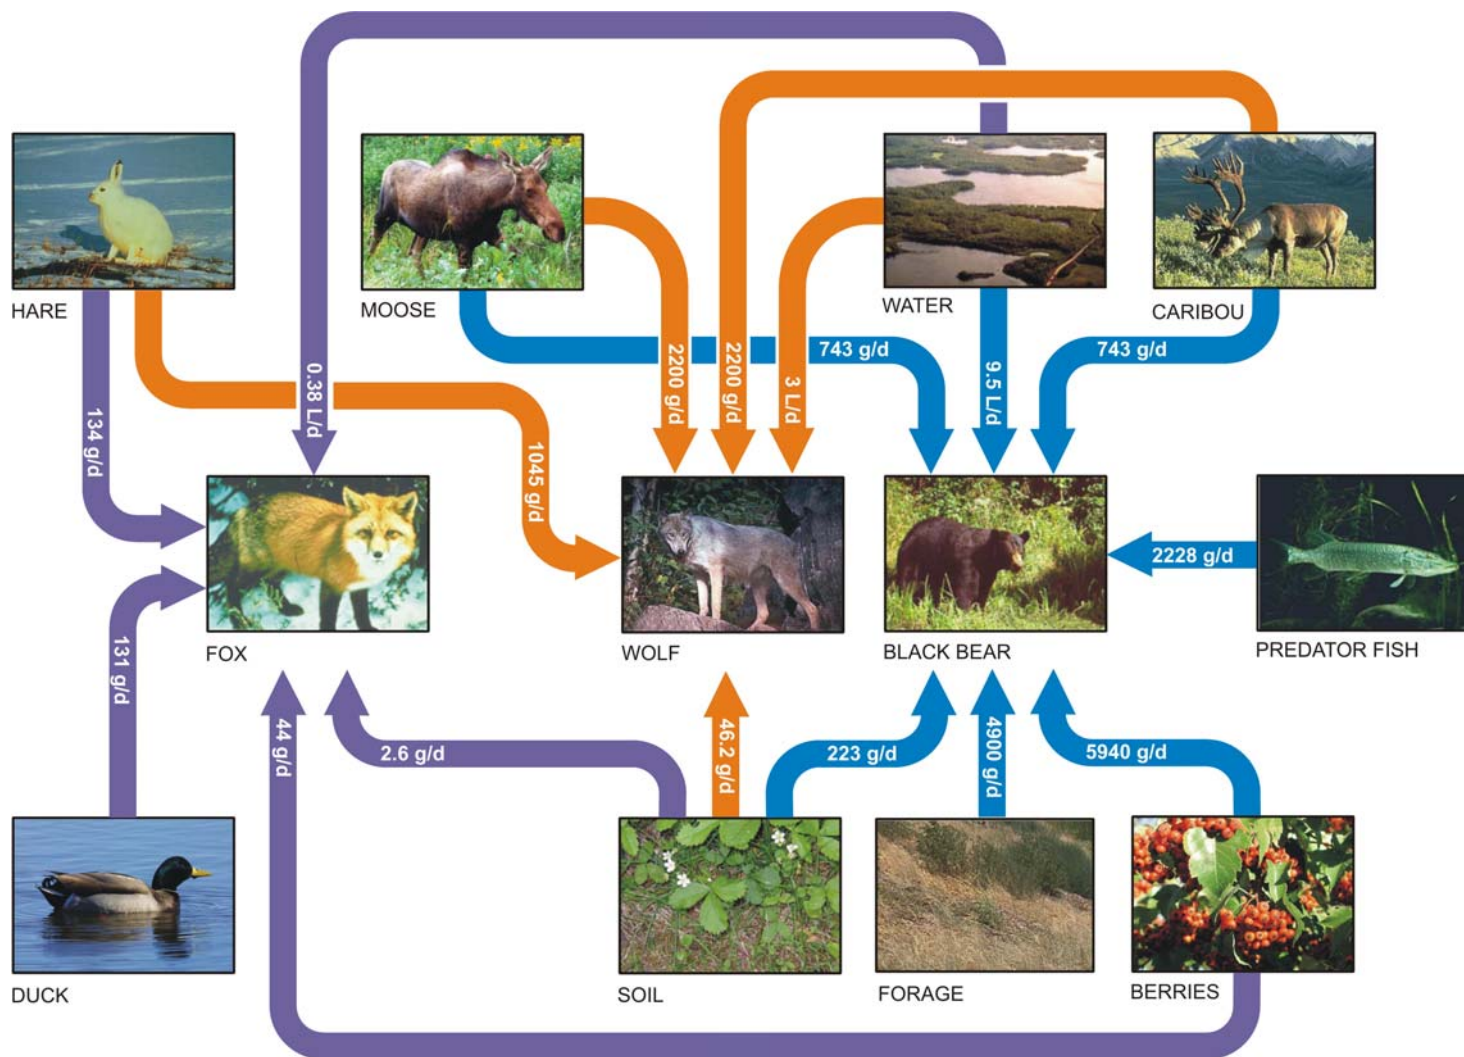 HARE
MOOSE
WATER
CARIBOU
134 g/d
0.38 L/d
1045 g/d
2200 g/d
743 g/d
2200 g/d
3 L/d
9.5 L/d
743 g/d
2228 g/d
FOX
WOLF
BLACK BEAR
PREDATOR FISH
131 g/d
44 g/d
2.6 g/d
46.2 g/d
223 g/d
4900 g/d
5940 g/d
DUCK
SOIL
FORAGE
BERRIES